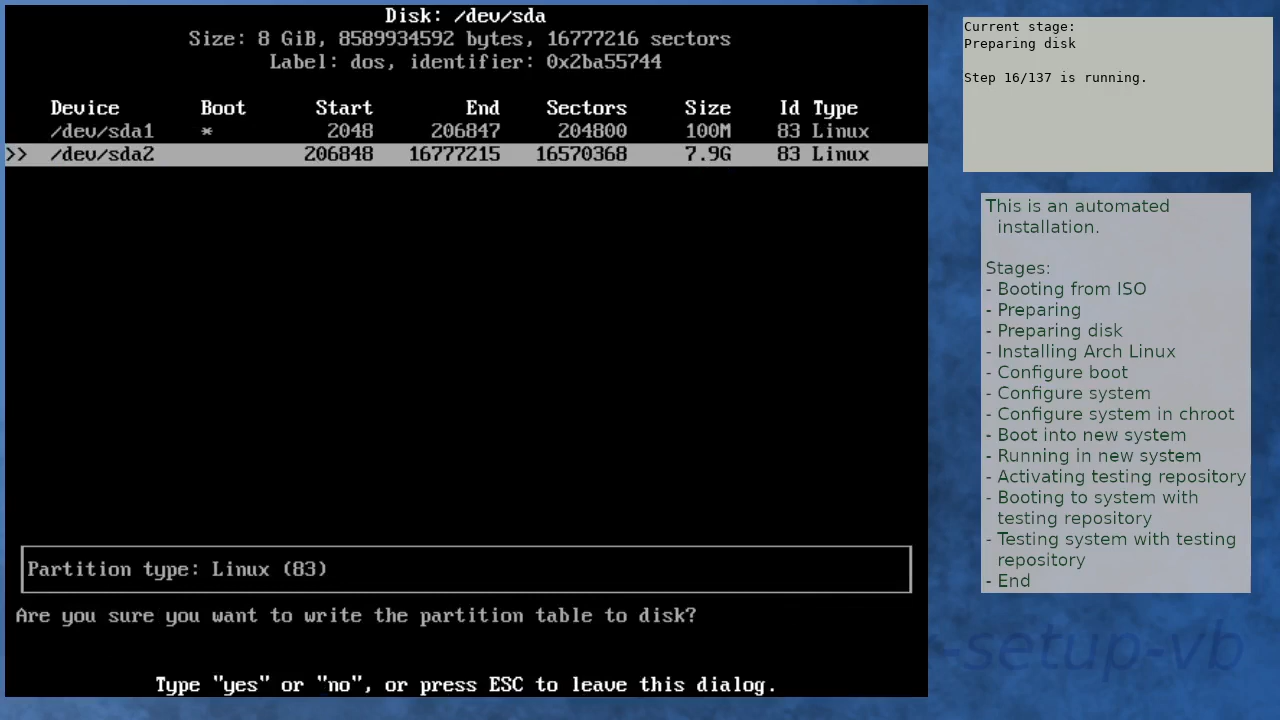 Disk: /dev/sda
Size: 8 GiB, 8589934592 bytes, 16777216 sectors
Label: dos, identifier: 0x2ba55744
Device Boot Start End Sectors Size Id Type
/dev/sda1 * 2048 206847 204800 100M 83 Linux
>> /dev/sda2 206848 16777215 16570368 7.9G 83 Linux
Partition type: Linux (83)
Are you sure you want to write the partition table to disk?
Type "yes" or "no", or press ESC to leave this dialog.
Current stage:
Preparing disk
Step 16/137 is running.
This is an automated
installation.
Stages:
- Booting from ISO
- Preparing
- Preparing disk
- Installing Arch Linux
- Configure boot
- Configure system
- Configure system in chroot
- Boot into new system
- Running in new system
- Activating testing repository
- Booting to system with
testing repository
- Testing system with testing
repository
- End
-setup-vb